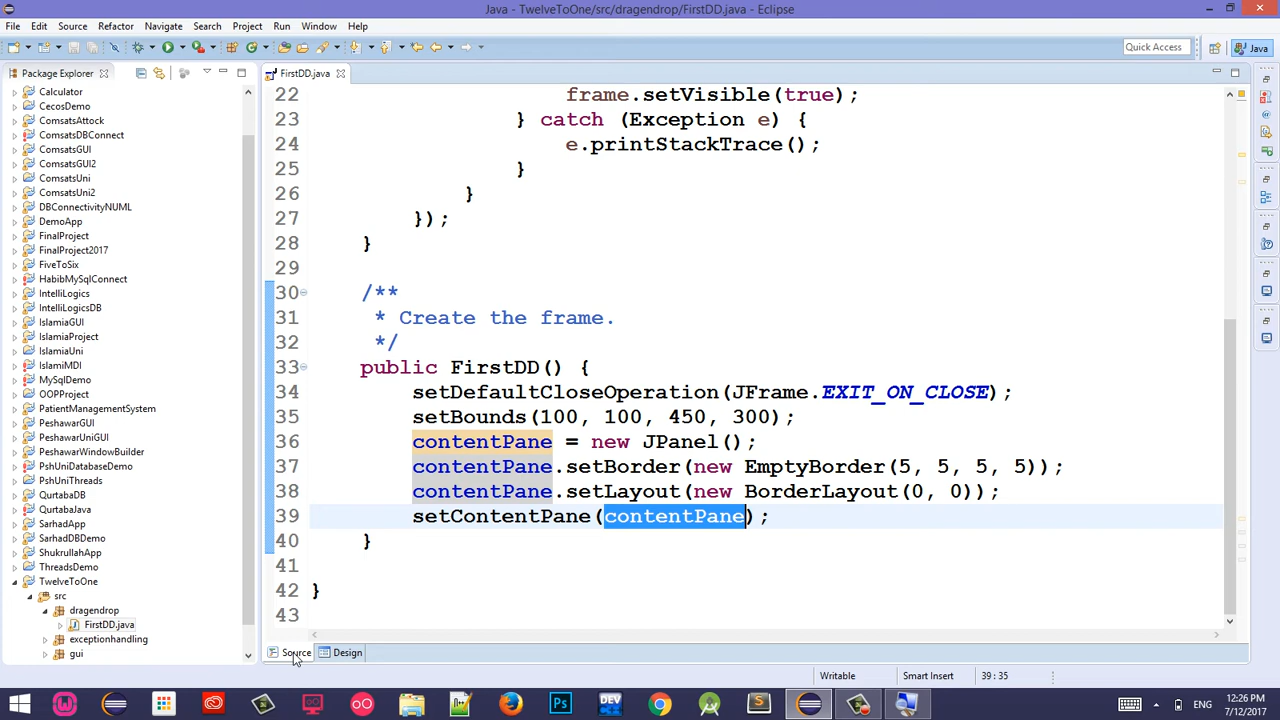 Java - TwelveToOne/src/dragendrop/FirstDD.java - Eclipse
File Edit Source Refactor Navigate Search Project Run Window Help
Quick Access
Java
Package Explorer
FirstDD.java
Calculator
CecosDemo
ComsatsAttock
ComsatsDBConnect
ComsatsGUI
ComsatsGUI2
ComsatsUni
ComsatsUni2
DBConnectivityNUML
DemoApp
FinalProject
FinalProject2017
FiveToSix
HabibMySqlConnect
IntelliLogics
IntelliLogicsDB
IslamiaGUI
IslamiaProject
IslamiaUni
IslamiMDI
MySqlDemo
OOPProject
PatientManagementSystem
PeshawarGUI
PeshawarUniGUI
PeshawarWindowBuilder
PshUniDatabaseDemo
PshUniThreads
QurtabaDB
QurtabaJava
SarhadApp
SarhadDBDemo
ShukrullahApp
ThreadsDemo
TwelveToOne
src
dragendrop
FirstDD.java
exceptionhandling
gui
22 frame.setVisible(true);
23 } catch (Exception e) {
24 e.printStackTrace();
25 }
26 }
27 });
28 }
29
30 /**
31 * Create the frame.
32 */
33 public FirstDD() {
34 setDefaultCloseOperation(JFrame.EXIT_ON_CLOSE);
35 setBounds(100, 100, 450, 300);
36 contentPane = new JPanel();
37 contentPane.setBorder(new EmptyBorder(5, 5, 5, 5));
38 contentPane.setLayout(new BorderLayout(0, 0));
39 setContentPane(contentPane);
40 }
41
42 }
43
Source Design
Writable Smart Insert 39 : 35
ENG
12:26 PM
7/12/2017
Ps
DEV